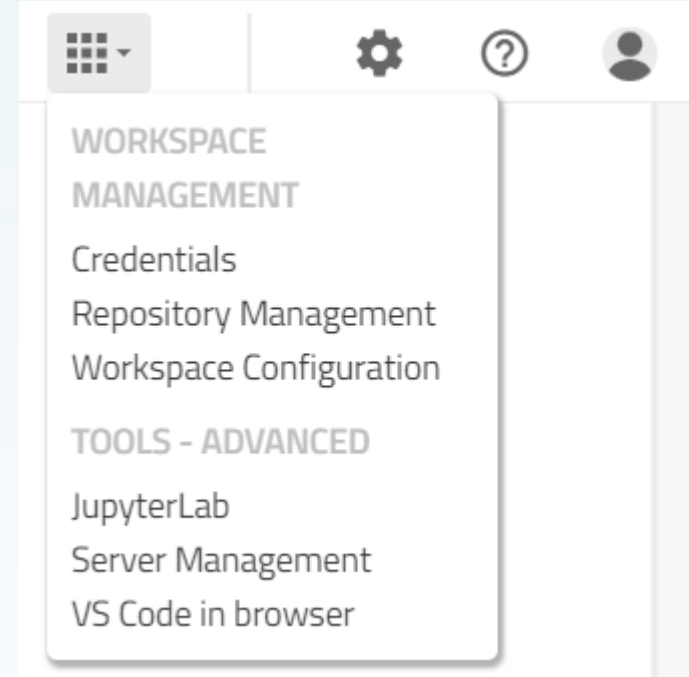 WORKSPACE
MANAGEMENT
Credentials
Repository Management
Workspace Configuration
TOOLS - ADVANCED
JupyterLab
Server Management
VS Code in browser